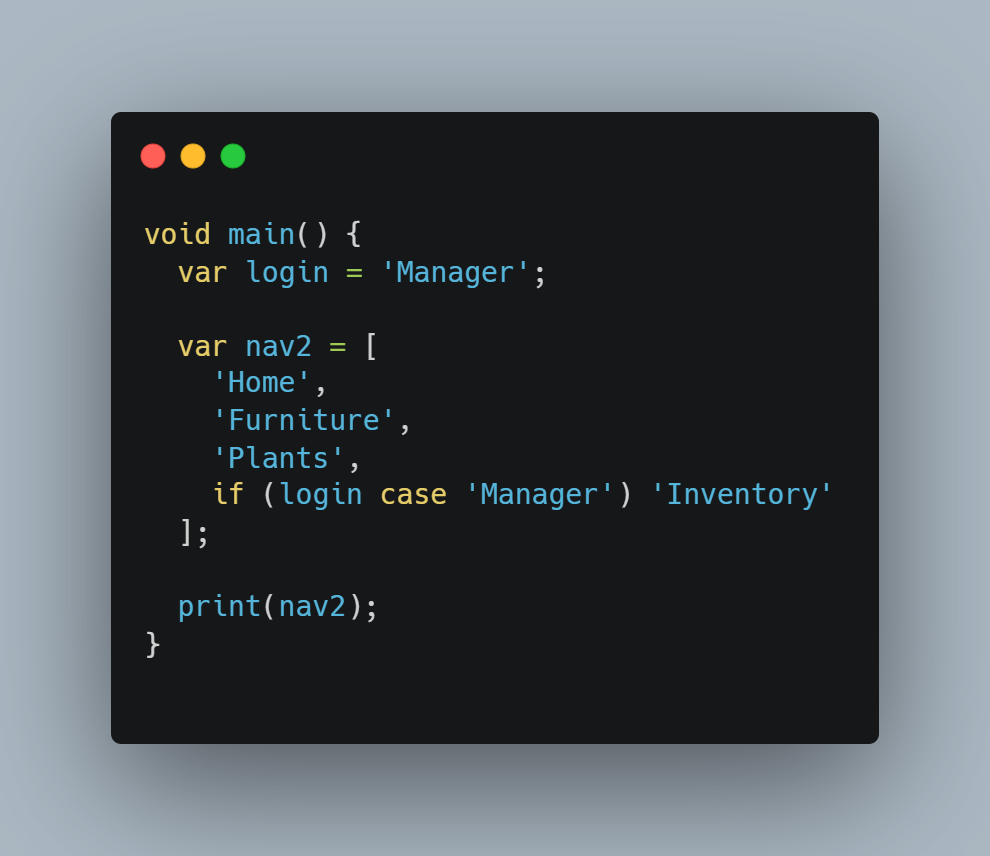 void main() {
  var login = 'Manager';

  var nav2 = [
    'Home',
    'Furniture',
    'Plants',
    if (login case 'Manager') 'Inventory'
  ];

  print(nav2);
}